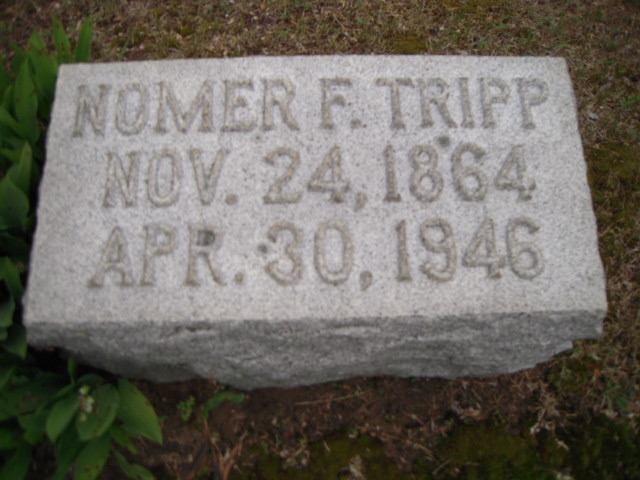 NOMER F. TRIPP
NOV. 24, 1864
APR. 30, 1946